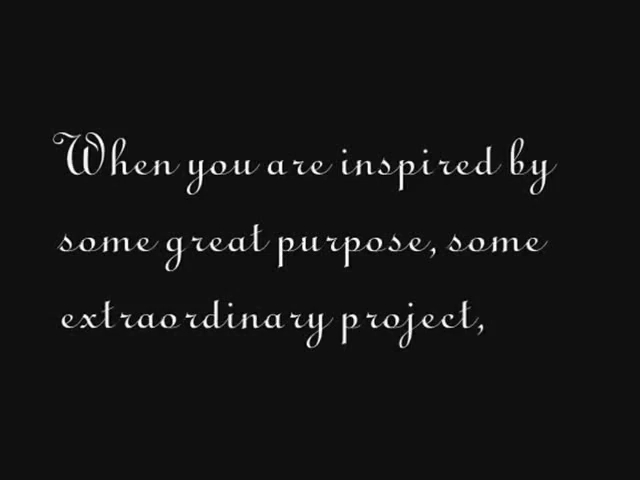 When you are inspired by
some great purpose, some
extraordinary project,